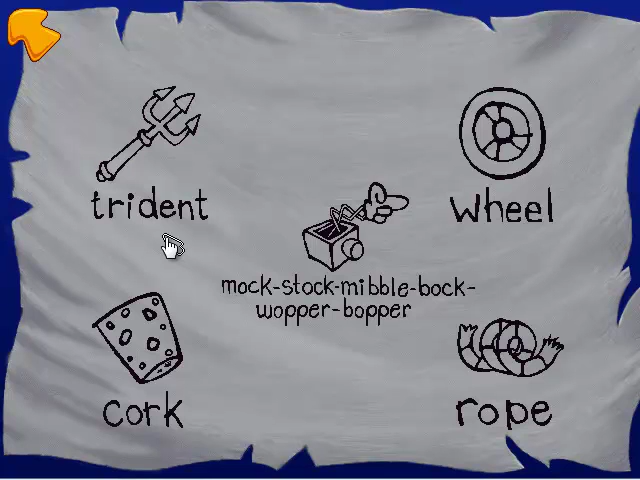 trident
wheel
mock-stock-mibble-bock-
wopper-bopper
cork
rope